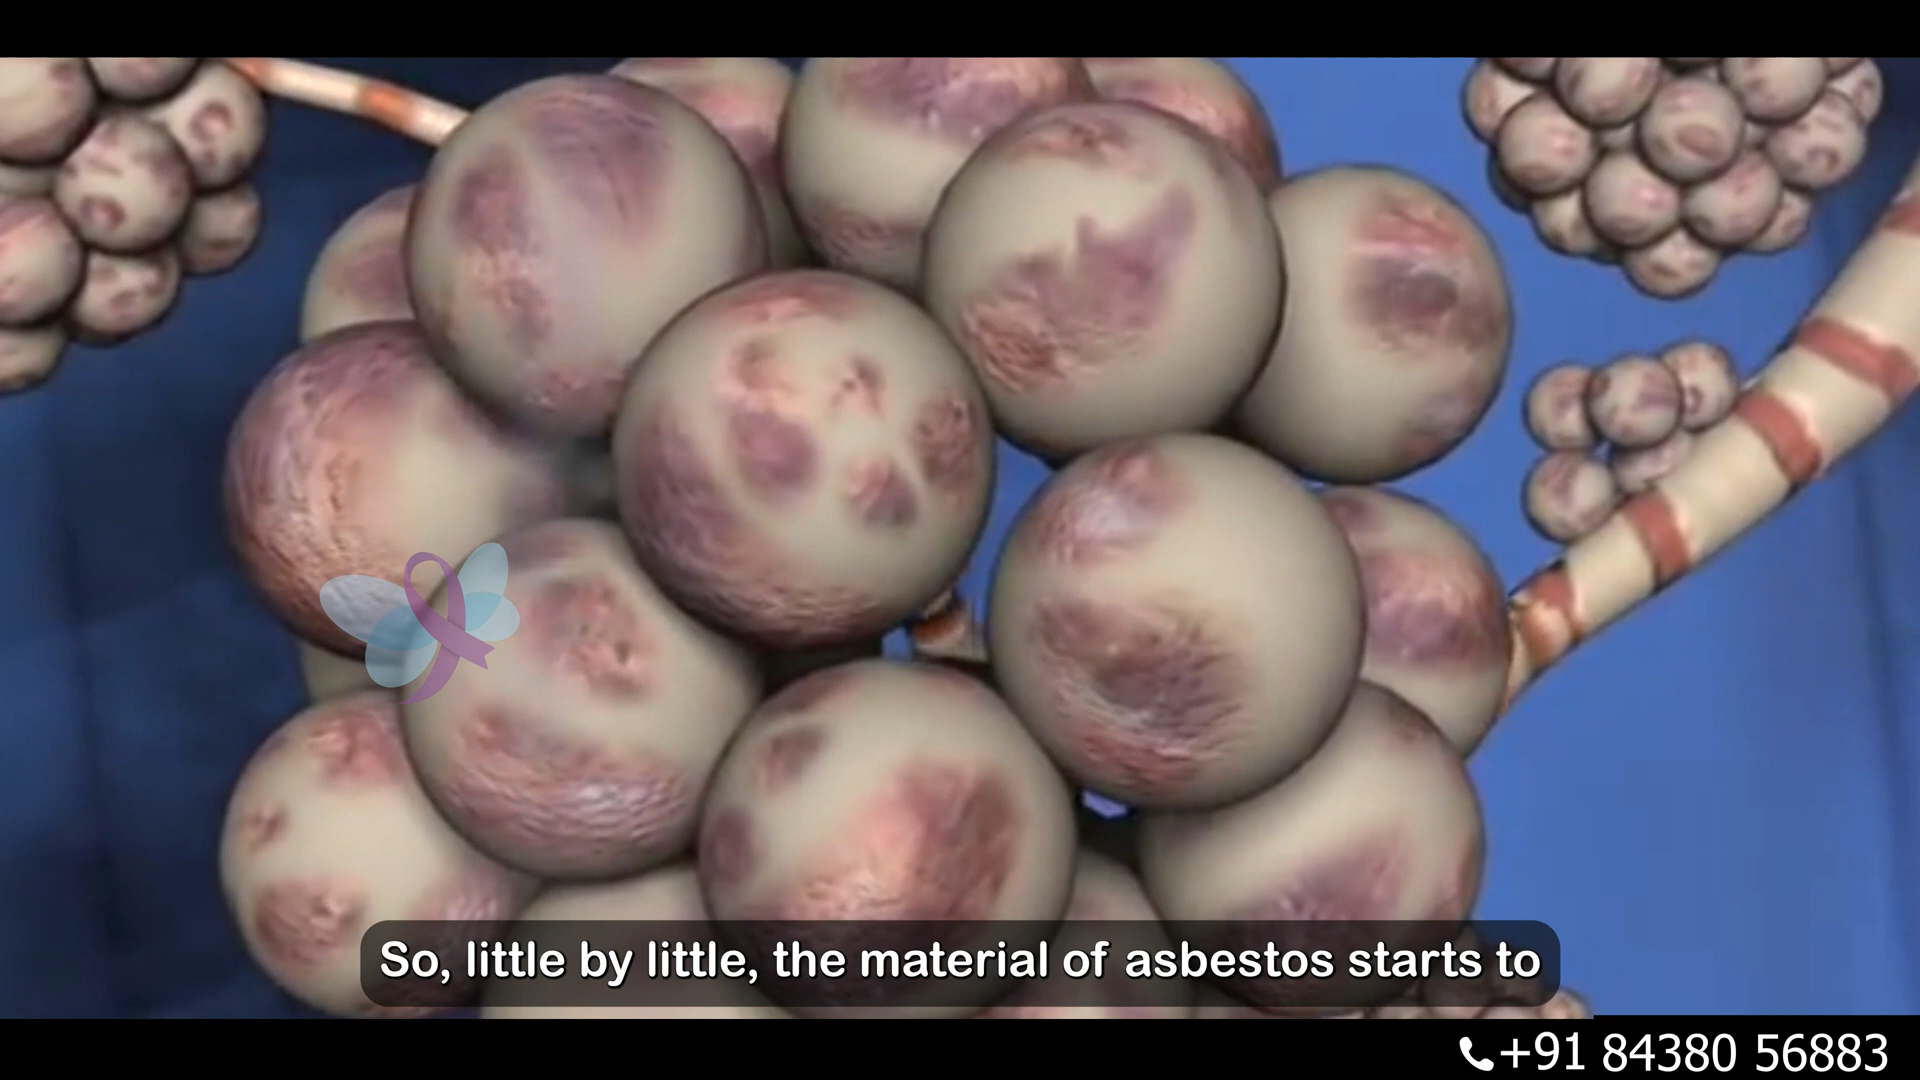 So, little by little, the material of asbestos starts to
+91 84380 56883